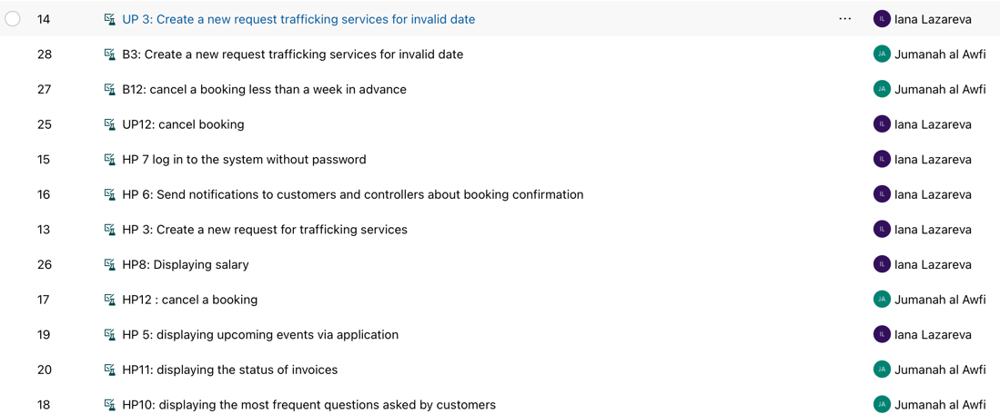 14 UP 3: Create a new request trafficking services for invalid date ... IL Iana Lazareva
28 B3: Create a new request trafficking services for invalid date JA Jumanah al Awfi
27 B12: cancel a booking less than a week in advance JA Jumanah al Awfi
25 UP12: cancel booking IL Iana Lazareva
15 HP 7 log in to the system without password IL Iana Lazareva
16 HP 6: Send notifications to customers and controllers about booking confirmation IL Iana Lazareva
13 HP 3: Create a new request for trafficking services IL Iana Lazareva
26 HP8: Displaying salary IL Iana Lazareva
17 HP12 : cancel a booking JA Jumanah al Awfi
19 HP 5: displaying upcoming events via application IL Iana Lazareva
20 HP11: displaying the status of invoices JA Jumanah al Awfi
18 HP10: displaying the most frequent questions asked by customers JA Jumanah al Awfi